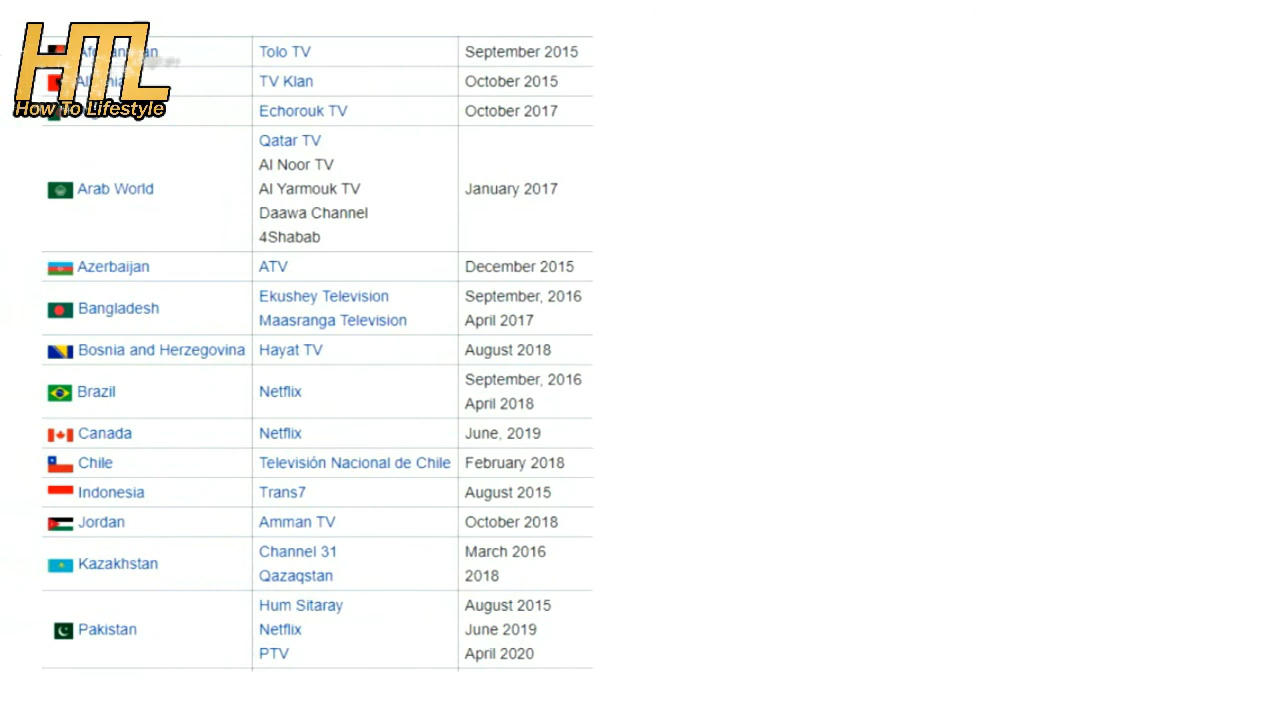 HTL
How To Lifestyle
Tolo TV September 2015
TV Klan October 2015
Echorouk TV October 2017
Arab World Qatar TV January 2017
Al Noor TV
Al Yarmouk TV
Daawa Channel
4Shabab
Azerbaijan ATV December 2015
Bangladesh Ekushey Television September, 2016
Maasranga Television April 2017
Bosnia and Herzegovina Hayat TV August 2018
Brazil Netflix September, 2016
April 2018
Canada Netflix June, 2019
Chile Televisión Nacional de Chile February 2018
Indonesia Trans7 August 2015
Jordan Amman TV October 2018
Kazakhstan Channel 31 March 2016
Qazaqstan 2018
Pakistan Hum Sitaray August 2015
Netflix June 2019
PTV April 2020